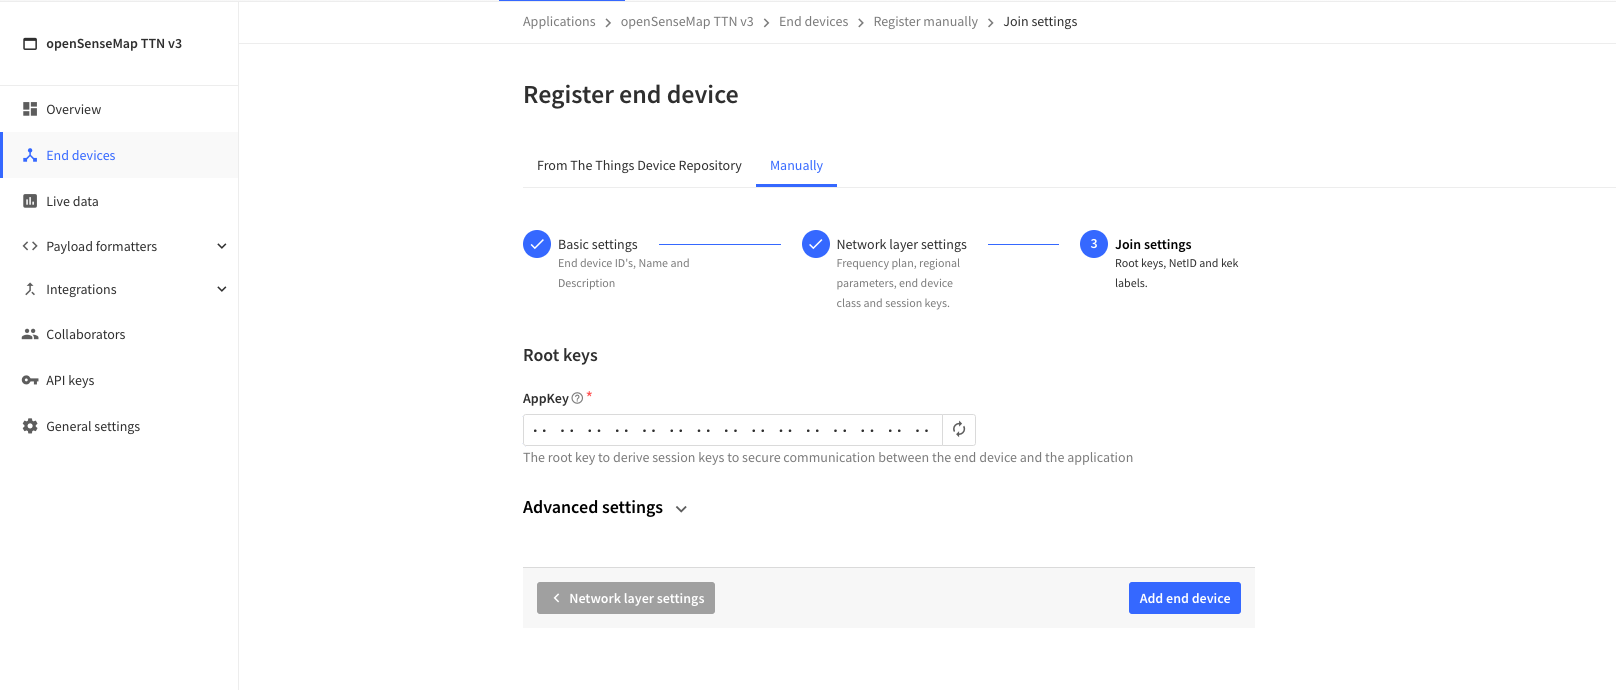 Applications > openSenseMap TTN v3 > End devices > Register manually > Join settings
openSenseMap TTN v3
Overview
End devices
Live data
Payload formatters
Integrations
Collaborators
API keys
General settings
Register end device
From The Things Device Repository
Manually
Basic settings
End device ID's, Name and
Description
Network layer settings
Frequency plan, regional
parameters, end device
class and session keys.
3
Join settings
Root keys, NetID and kek
labels.
Root keys
AppKey ? *
·· ·· ·· ·· ·· ·· ·· ·· ·· ·· ·· ·· ·· ·· ··
The root key to derive session keys to secure communication between the end device and the application
Advanced settings
< Network layer settings
Add end device